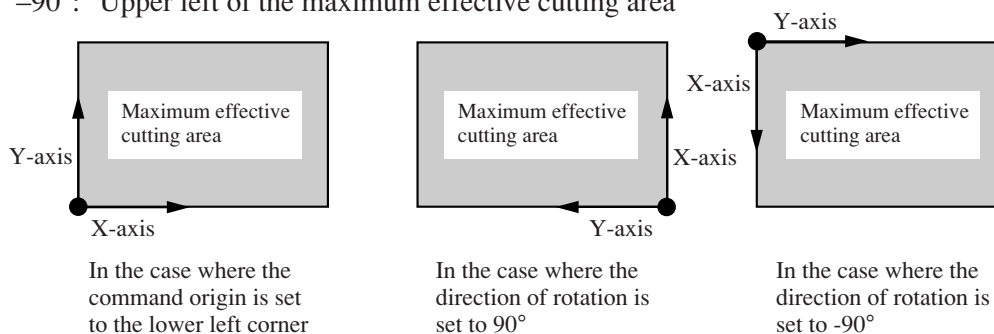 –90°: Upper left of the maximum effective cutting area
Maximum effective
cutting area
Y-axis
X-axis
In the case where the
command origin is set
to the lower left corner
Maximum effective
cutting area
X-axis
Y-axis
In the case where the
direction of rotation is
set to 90°
Y-axis
X-axis
Maximum effective
cutting area
In the case where the
direction of rotation is
set to -90°